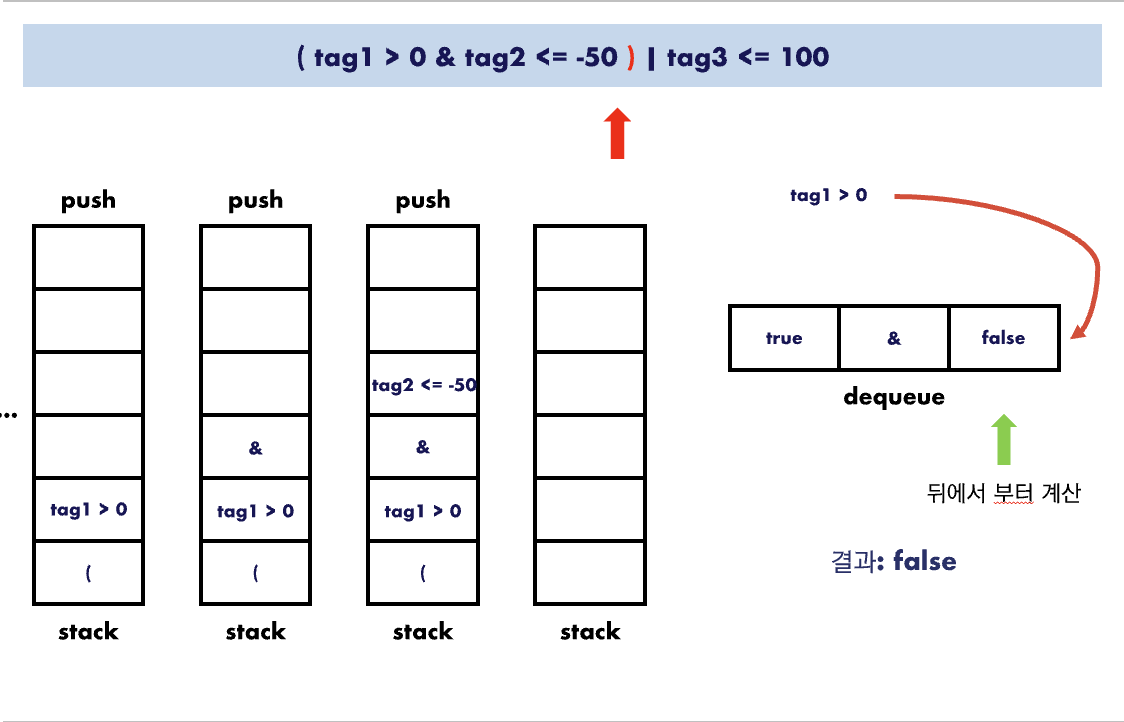 ( tag1 > 0 & tag2 <= -50 ) | tag3 <= 100
push
push
push
tag1 > 0
...
tag1 > 0
(
stack
&
tag1 > 0
(
stack
tag2 <= -50
&
tag1 > 0
(
stack
stack
true
&
false
dequeue
뒤에서 부터 계산
결과: false